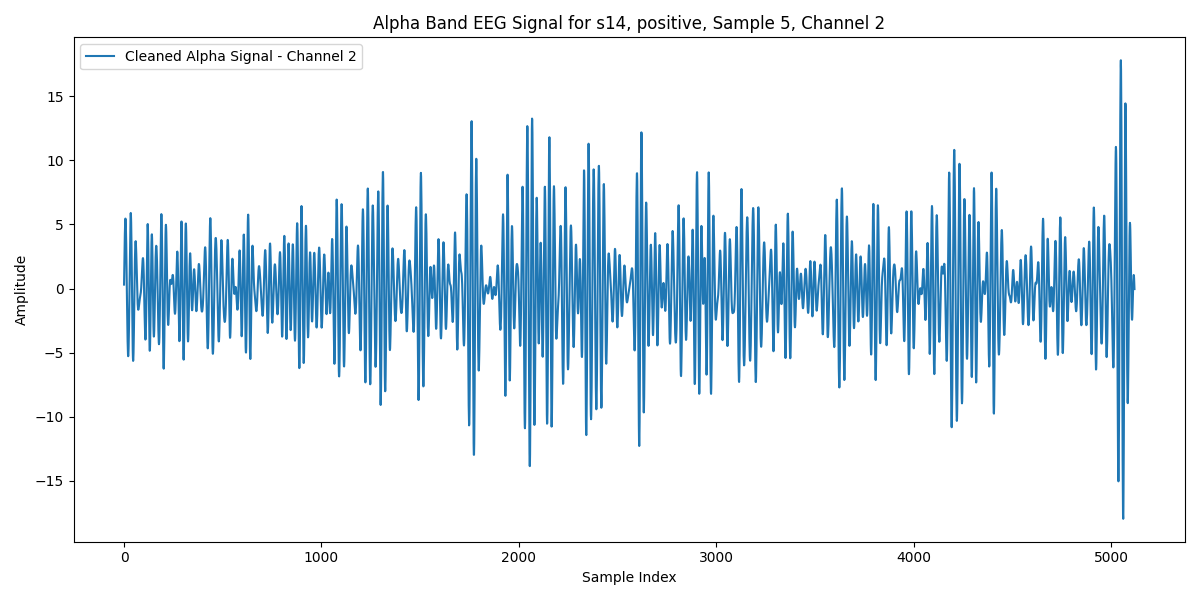 Alpha Band EEG Signal for s14, positive, Sample 5, Channel 2
Cleaned Alpha Signal - Channel 2
15
10
5
0
−5
−10
−15
Amplitude
0 1000 2000 3000 4000 5000
Sample Index